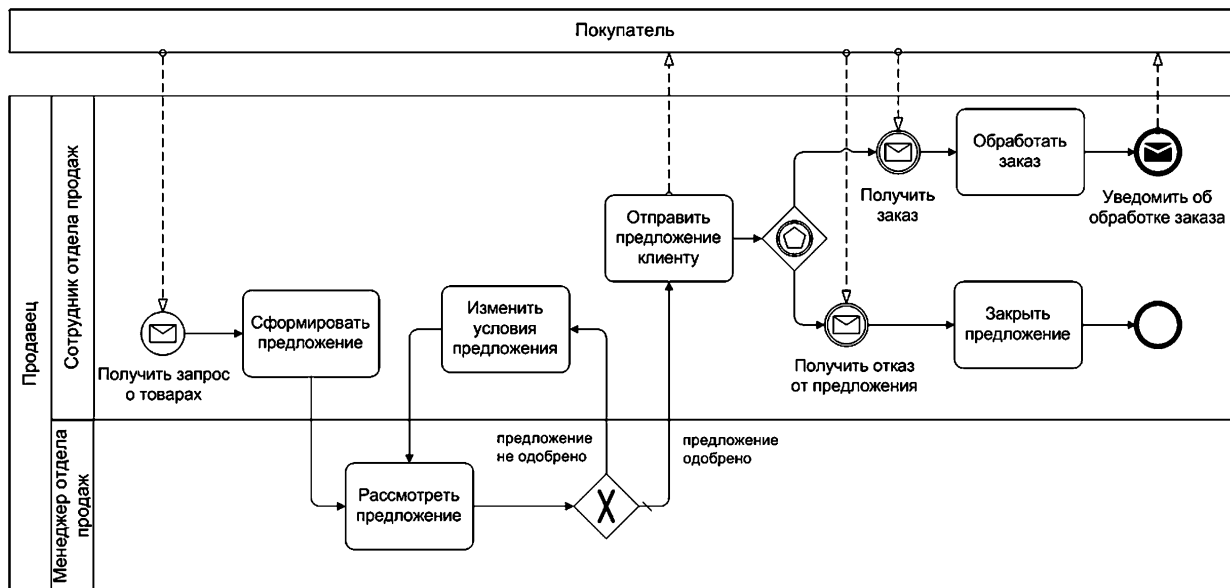 Покупатель
Продавец
Сотрудник отдела продаж
Менеджер отдела
продаж
Получить запрос
о товарах
Сформировать
предложение
Изменить
условия
предложения
Рассмотреть
предложение
предложение
не одобрено
предложение
одобрено
Отправить
предложение
клиенту
Получить
заказ
Обработать
заказ
Уведомить об
обработке заказа
Получить отказ
от предложения
Закрыть
предложение